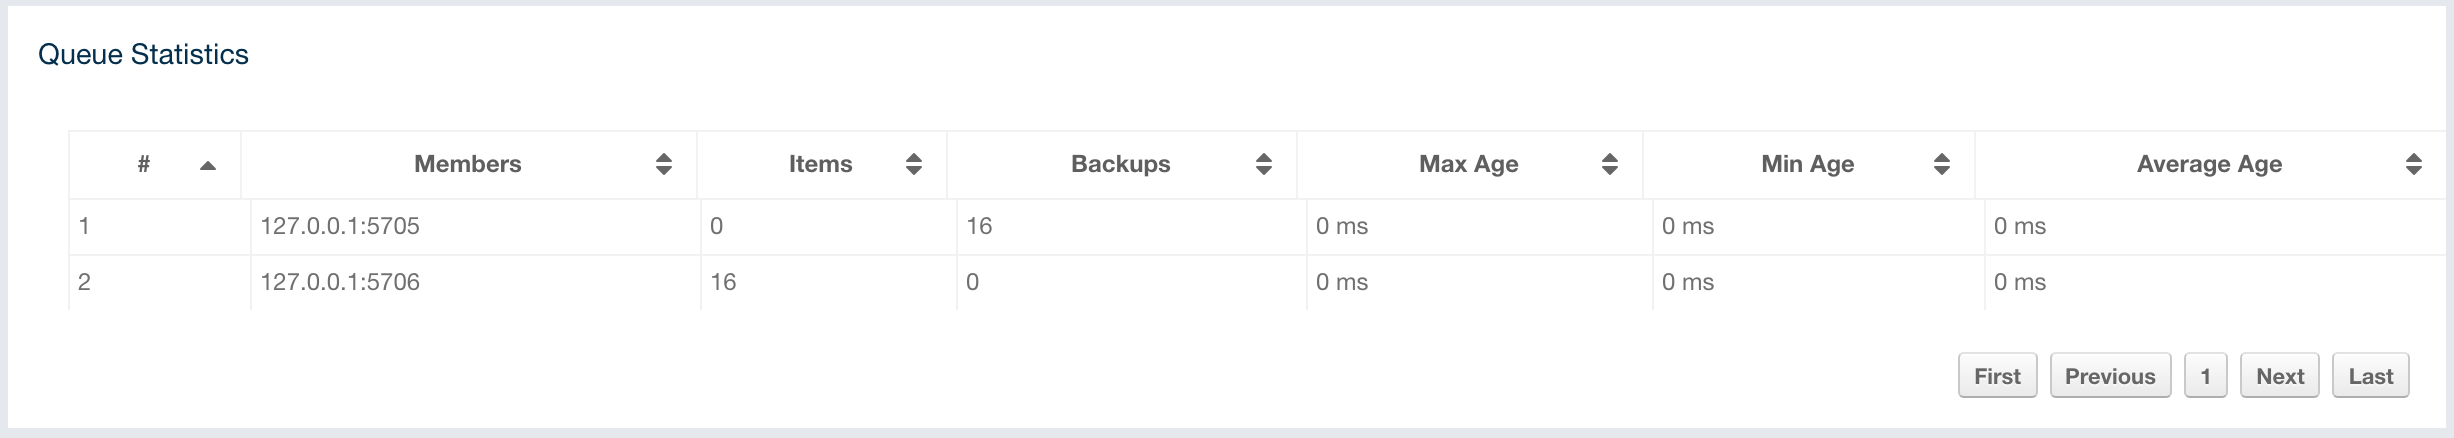 Queue Statistics
# Members Items Backups Max Age Min Age Average Age
1 127.0.0.1:5705 0 16 0 ms 0 ms 0 ms
2 127.0.0.1:5706 16 0 0 ms 0 ms 0 ms
First Previous 1 Next Last